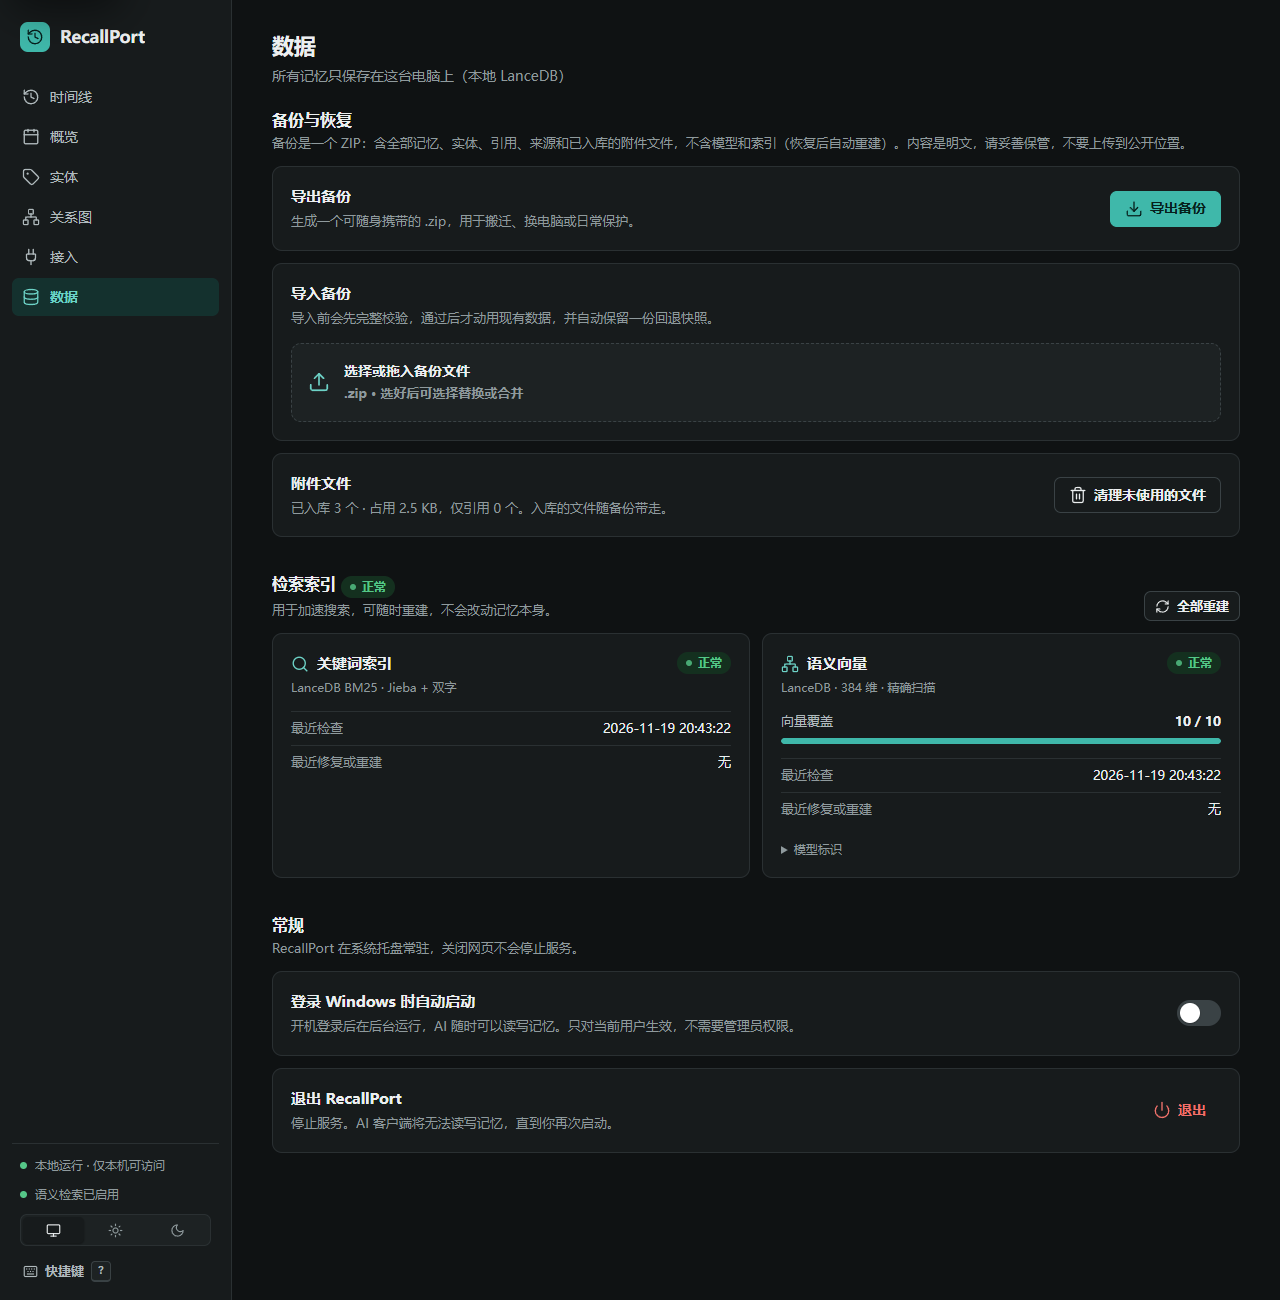 RecallPort
时间线
概览
实体
关系图
接入
数据
本地运行 · 仅本机可访问
语义检索已启用
快捷键 ?
数据
所有记忆只保存在这台电脑上（本地 LanceDB）
备份与恢复
备份是一个 ZIP：含全部记忆、实体、引用、来源和已入库的附件文件，不含模型和索引（恢复后自动重建）。内容是明文，请妥善保管，不要上传到公开位置。
导出备份
生成一个可随身携带的 .zip，用于搬迁、换电脑或日常保护。
导出备份
导入备份
导入前会先完整校验，通过后才动用现有数据，并自动保留一份回退快照。
选择或拖入备份文件
.zip • 选好后可选择替换或合并
附件文件
已入库 3 个 · 占用 2.5 KB，仅引用 0 个。入库的文件随备份带走。
清理未使用的文件
检索索引 正常
用于加速搜索，可随时重建，不会改动记忆本身。
全部重建
关键词索引 正常
LanceDB BM25 · Jieba + 双字
最近检查 2026-11-19 20:43:22
最近修复或重建 无
语义向量 正常
LanceDB · 384 维 · 精确扫描
向量覆盖 10 / 10
最近检查 2026-11-19 20:43:22
最近修复或重建 无
模型标识
常规
RecallPort 在系统托盘常驻，关闭网页不会停止服务。
登录 Windows 时自动启动
开机登录后在后台运行，AI 随时可以读写记忆。只对当前用户生效，不需要管理员权限。
退出 RecallPort
停止服务。AI 客户端将无法读写记忆，直到你再次启动。
退出